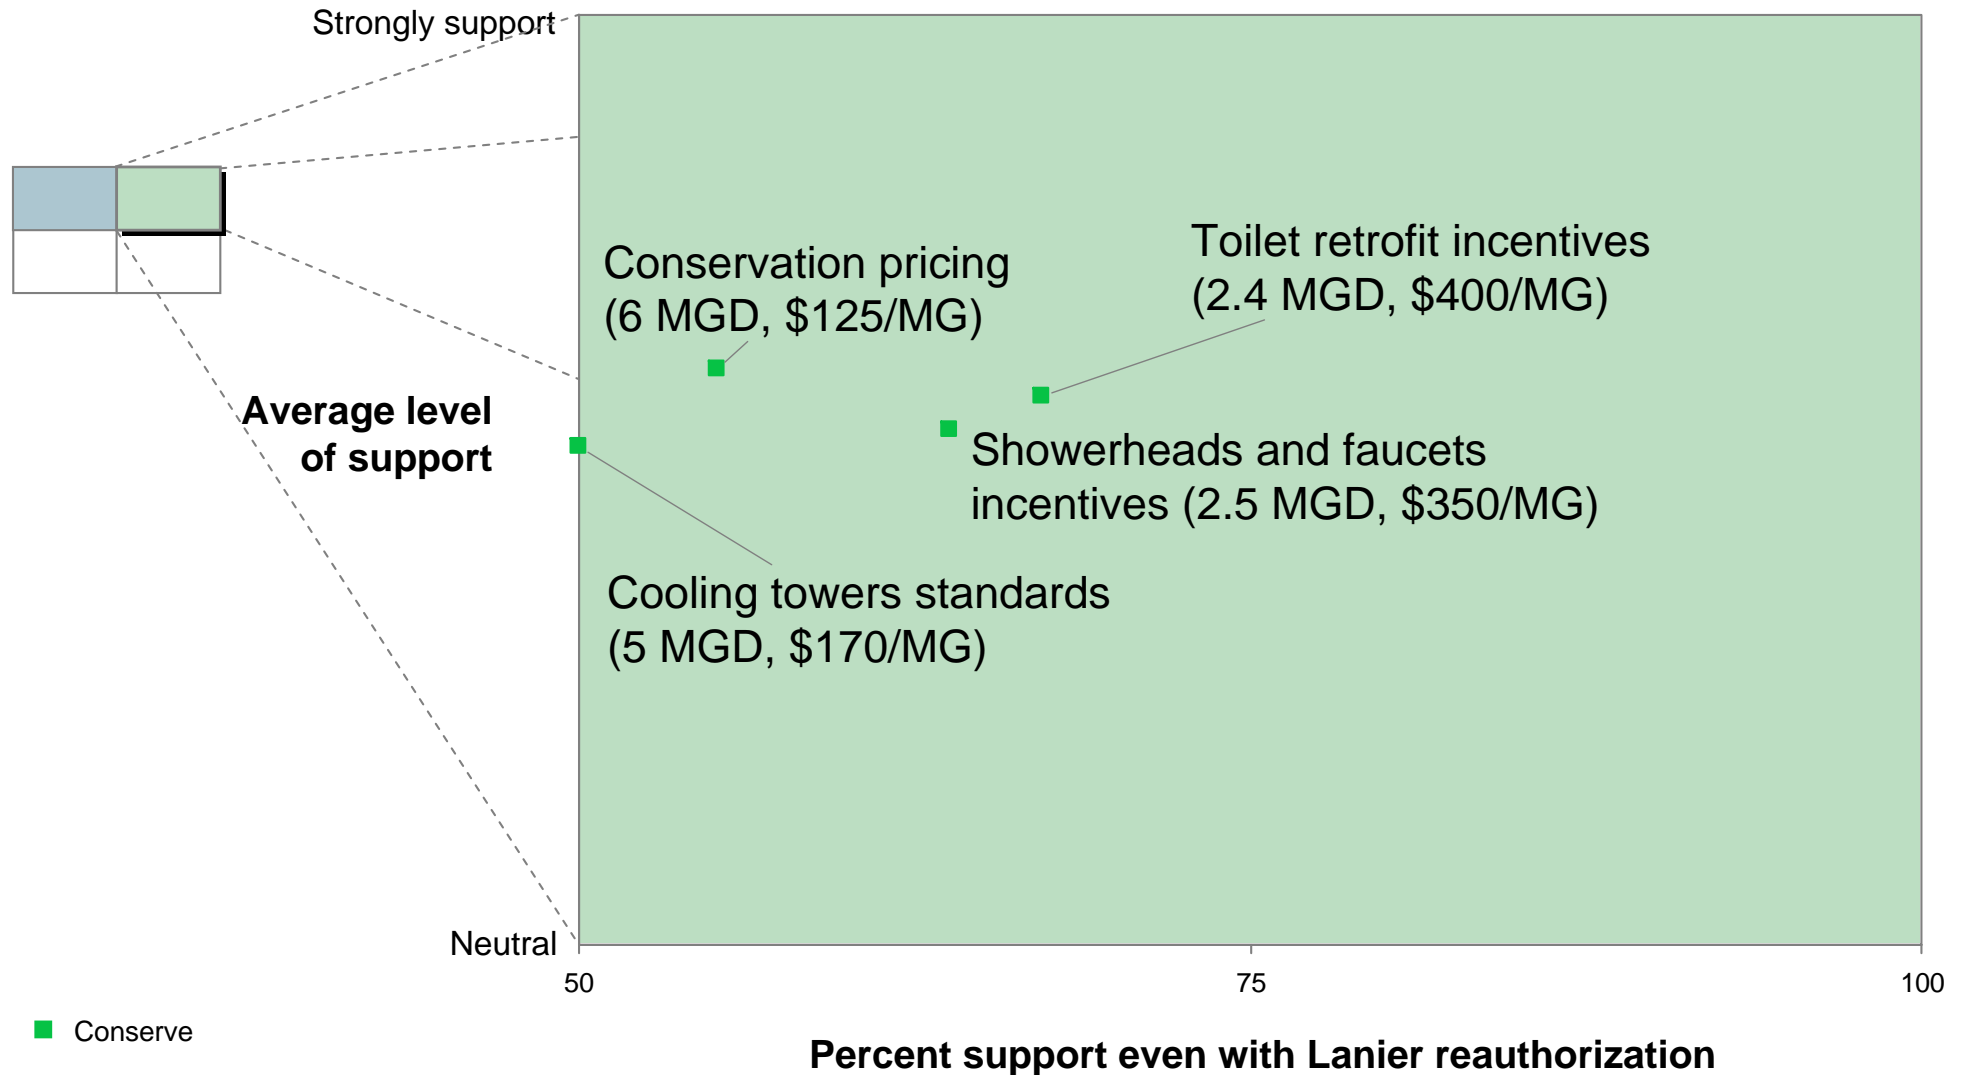 Strongly support
Conservation pricing
(6 MGD, $125/MG)
Toilet retrofit incentives
(2.4 MGD, $400/MG)
Average level
of support
Showerheads and faucets
incentives (2.5 MGD, $350/MG)
Cooling towers standards
(5 MGD, $170/MG)
Neutral
50
75
100
Conserve
Percent support even with Lanier reauthorization